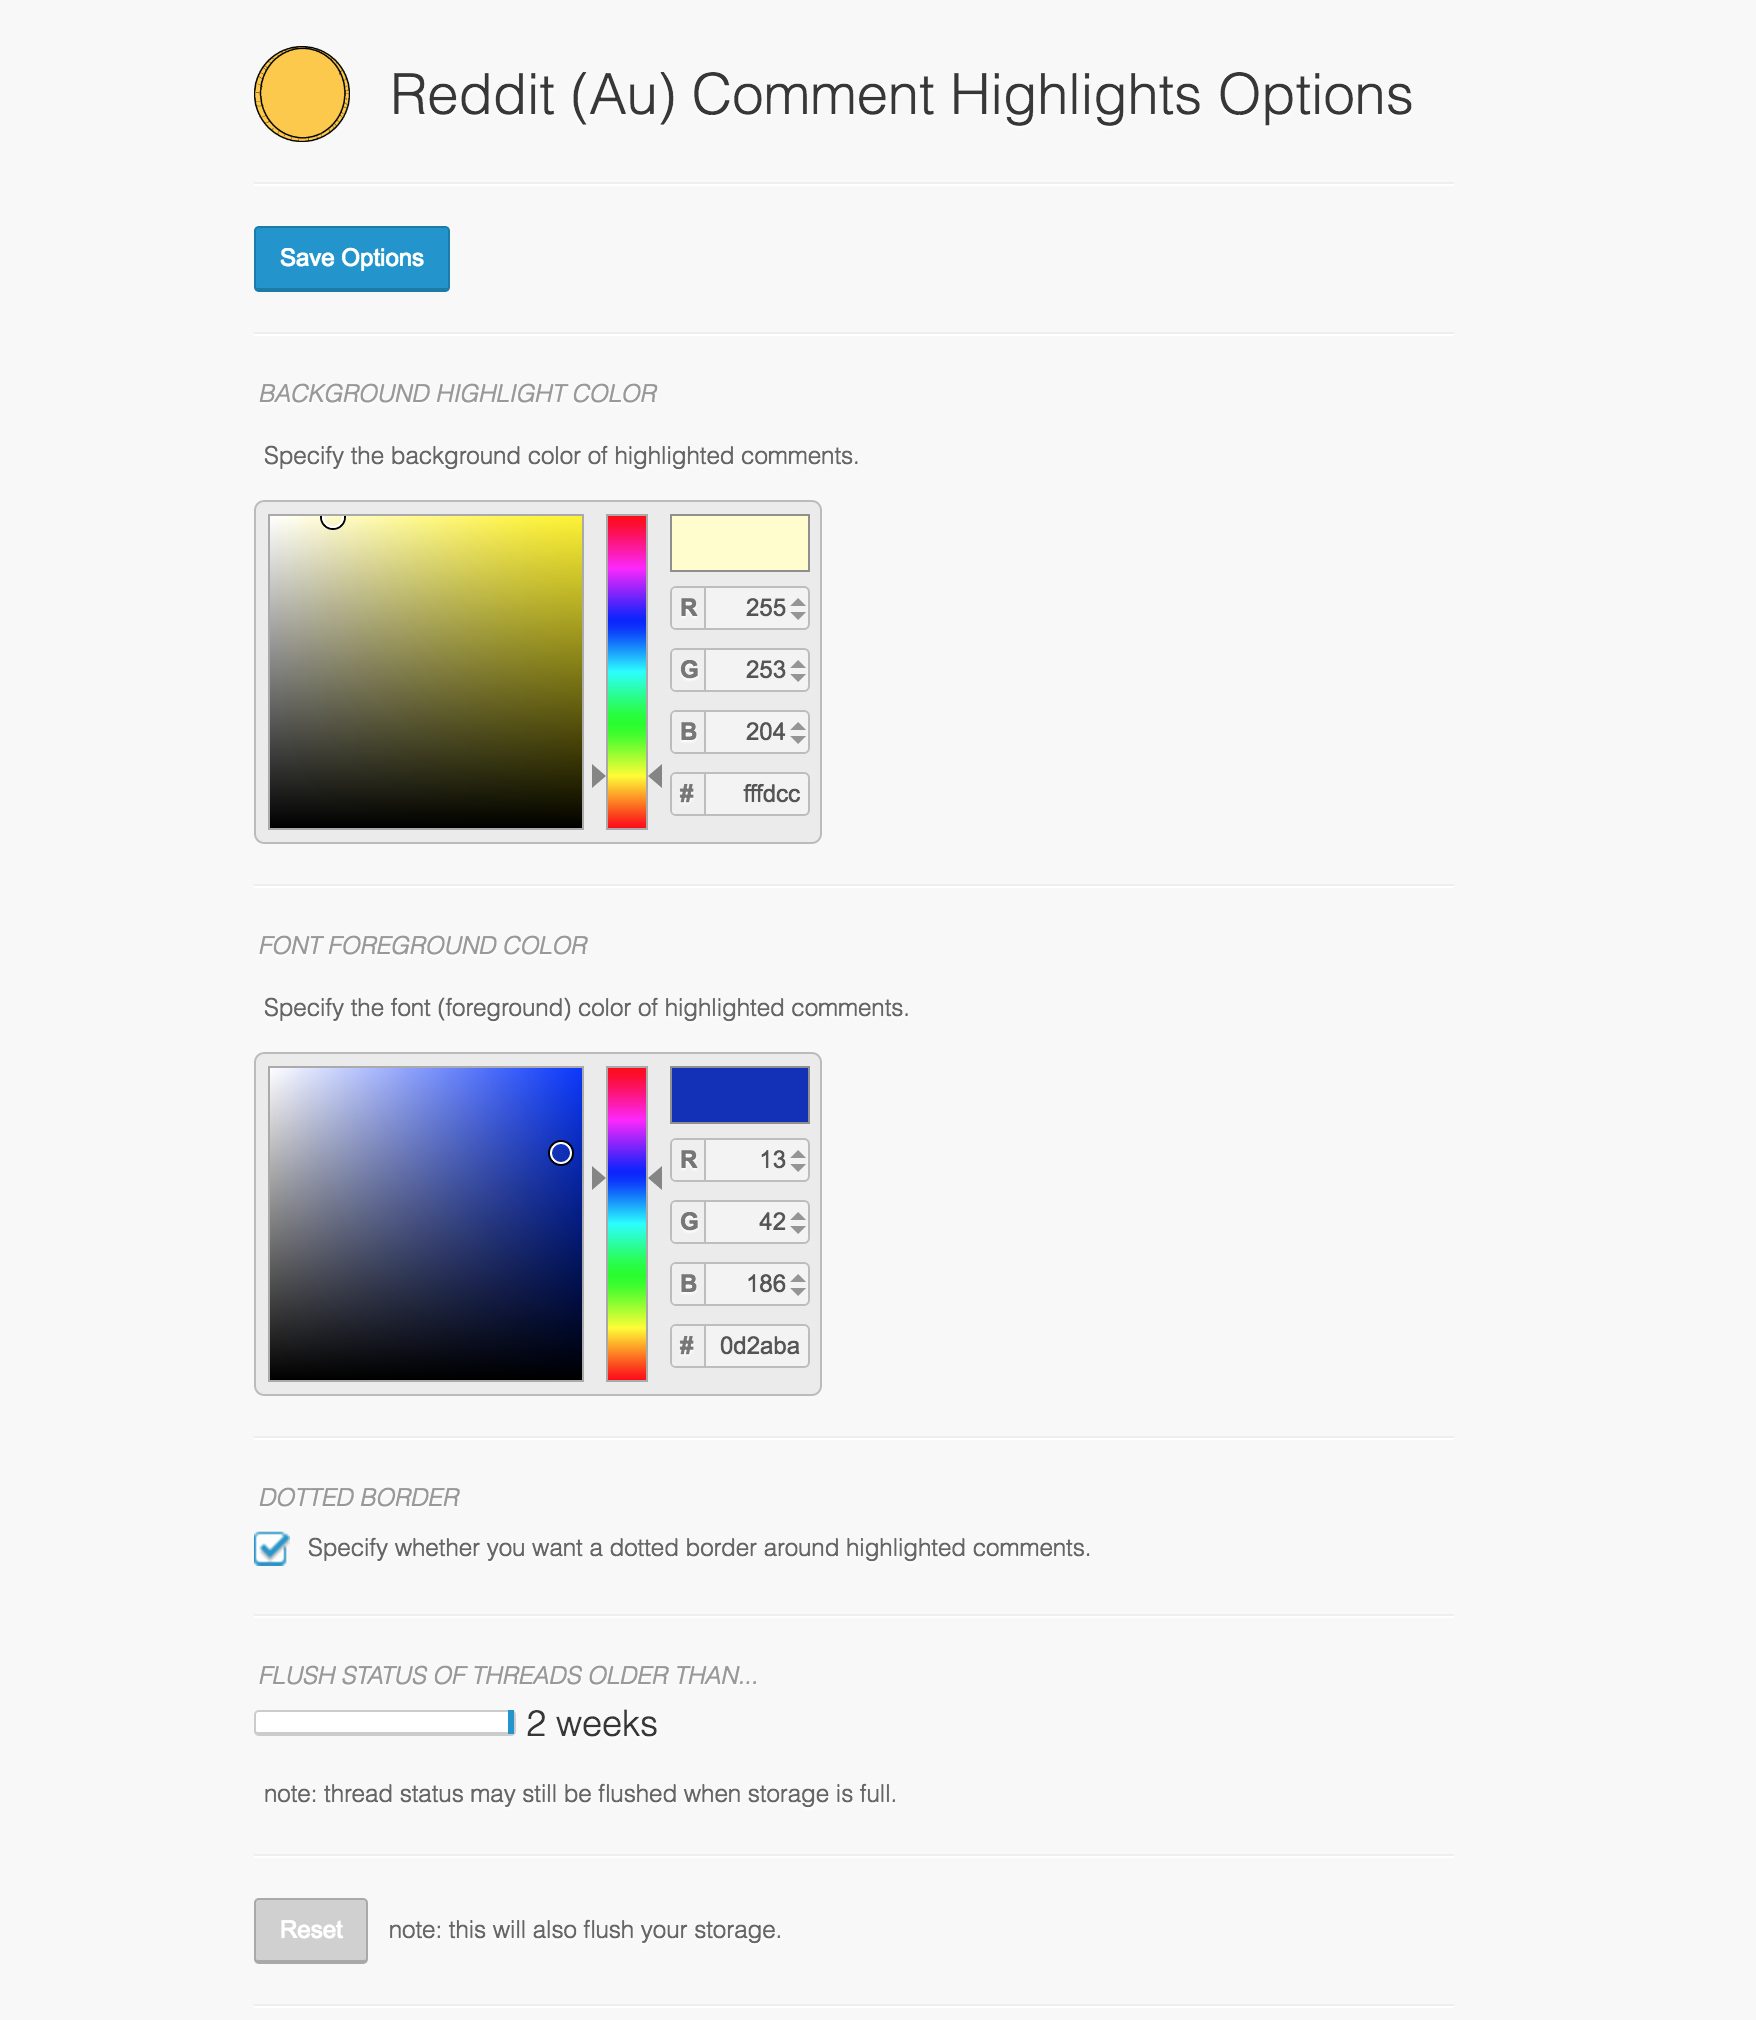 Reddit (Au) Comment Highlights Options
Save Options
BACKGROUND HIGHLIGHT COLOR
Specify the background color of highlighted comments.
R 255
G 253
B 204
# fffdcc
FONT FOREGROUND COLOR
Specify the font (foreground) color of highlighted comments.
R 13
G 42
B 186
# 0d2aba
DOTTED BORDER
Specify whether you want a dotted border around highlighted comments.
FLUSH STATUS OF THREADS OLDER THAN...
2 weeks
note: thread status may still be flushed when storage is full.
Reset note: this will also flush your storage.